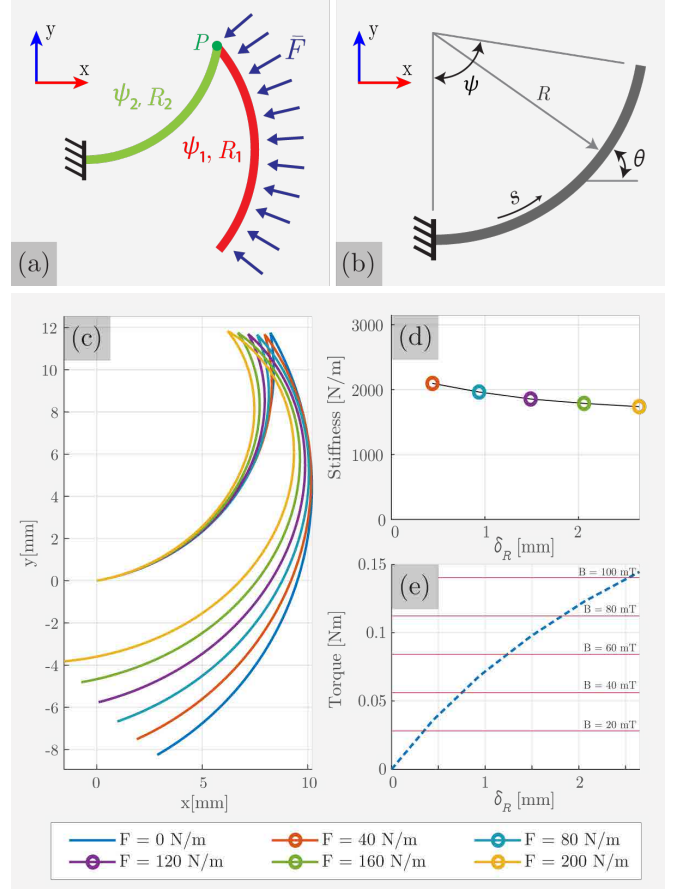 y
x
P
F̄
ψ₂, R₂
ψ₁, R₁
(a)
y
x
ψ
R
θ
s
(b)
(c)
12
10
8
6
4
2
0
-2
-4
-6
-8
y[mm]
0
5
10
x[mm]
(d)
3000
2000
1000
0
Stiffness [N/m]
0
1
2
δ_R [mm]
(e)
0.15
0.1
0.05
0
Torque [Nm]
B = 100 mT
B = 80 mT
B = 60 mT
B = 40 mT
B = 20 mT
0
1
2
δ_R [mm]
F = 0 N/m
F = 40 N/m
F = 80 N/m
F = 120 N/m
F = 160 N/m
F = 200 N/m